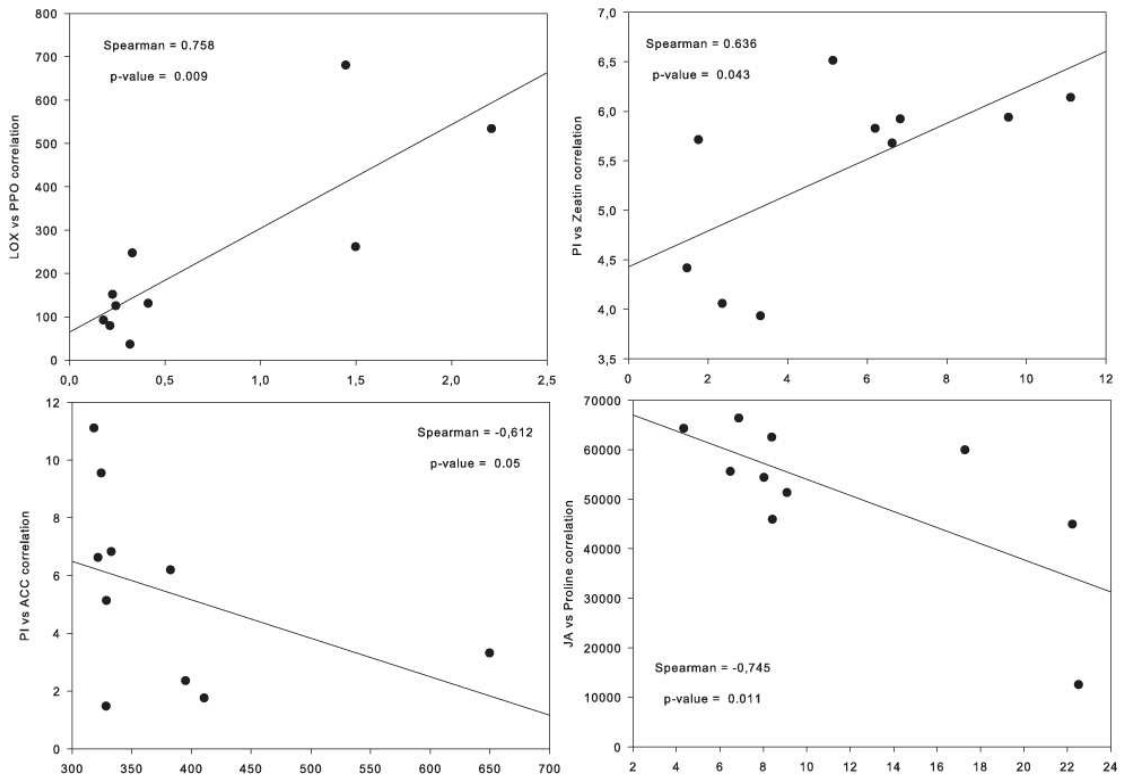 800
700
600
500
400
300
200
100
0
LOX vs PPO correlation
Spearman = 0.758
p-value = 0.009
0,0 0,5 1,0 1,5 2,0 2,5
7,0
6,5
6,0
5,5
5,0
4,5
4,0
3,5
PI vs Zeatin correlation
Spearman = 0.636
p-value = 0.043
0 2 4 6 8 10 12
12
10
8
6
4
2
0
PI vs ACC correlation
Spearman = -0,612
p-value = 0.05
300 350 400 450 500 550 600 650 700
70000
60000
50000
40000
30000
20000
10000
0
JA vs Proline correlation
Spearman = -0,745
p-value = 0.011
2 4 6 8 10 12 14 16 18 20 22 24